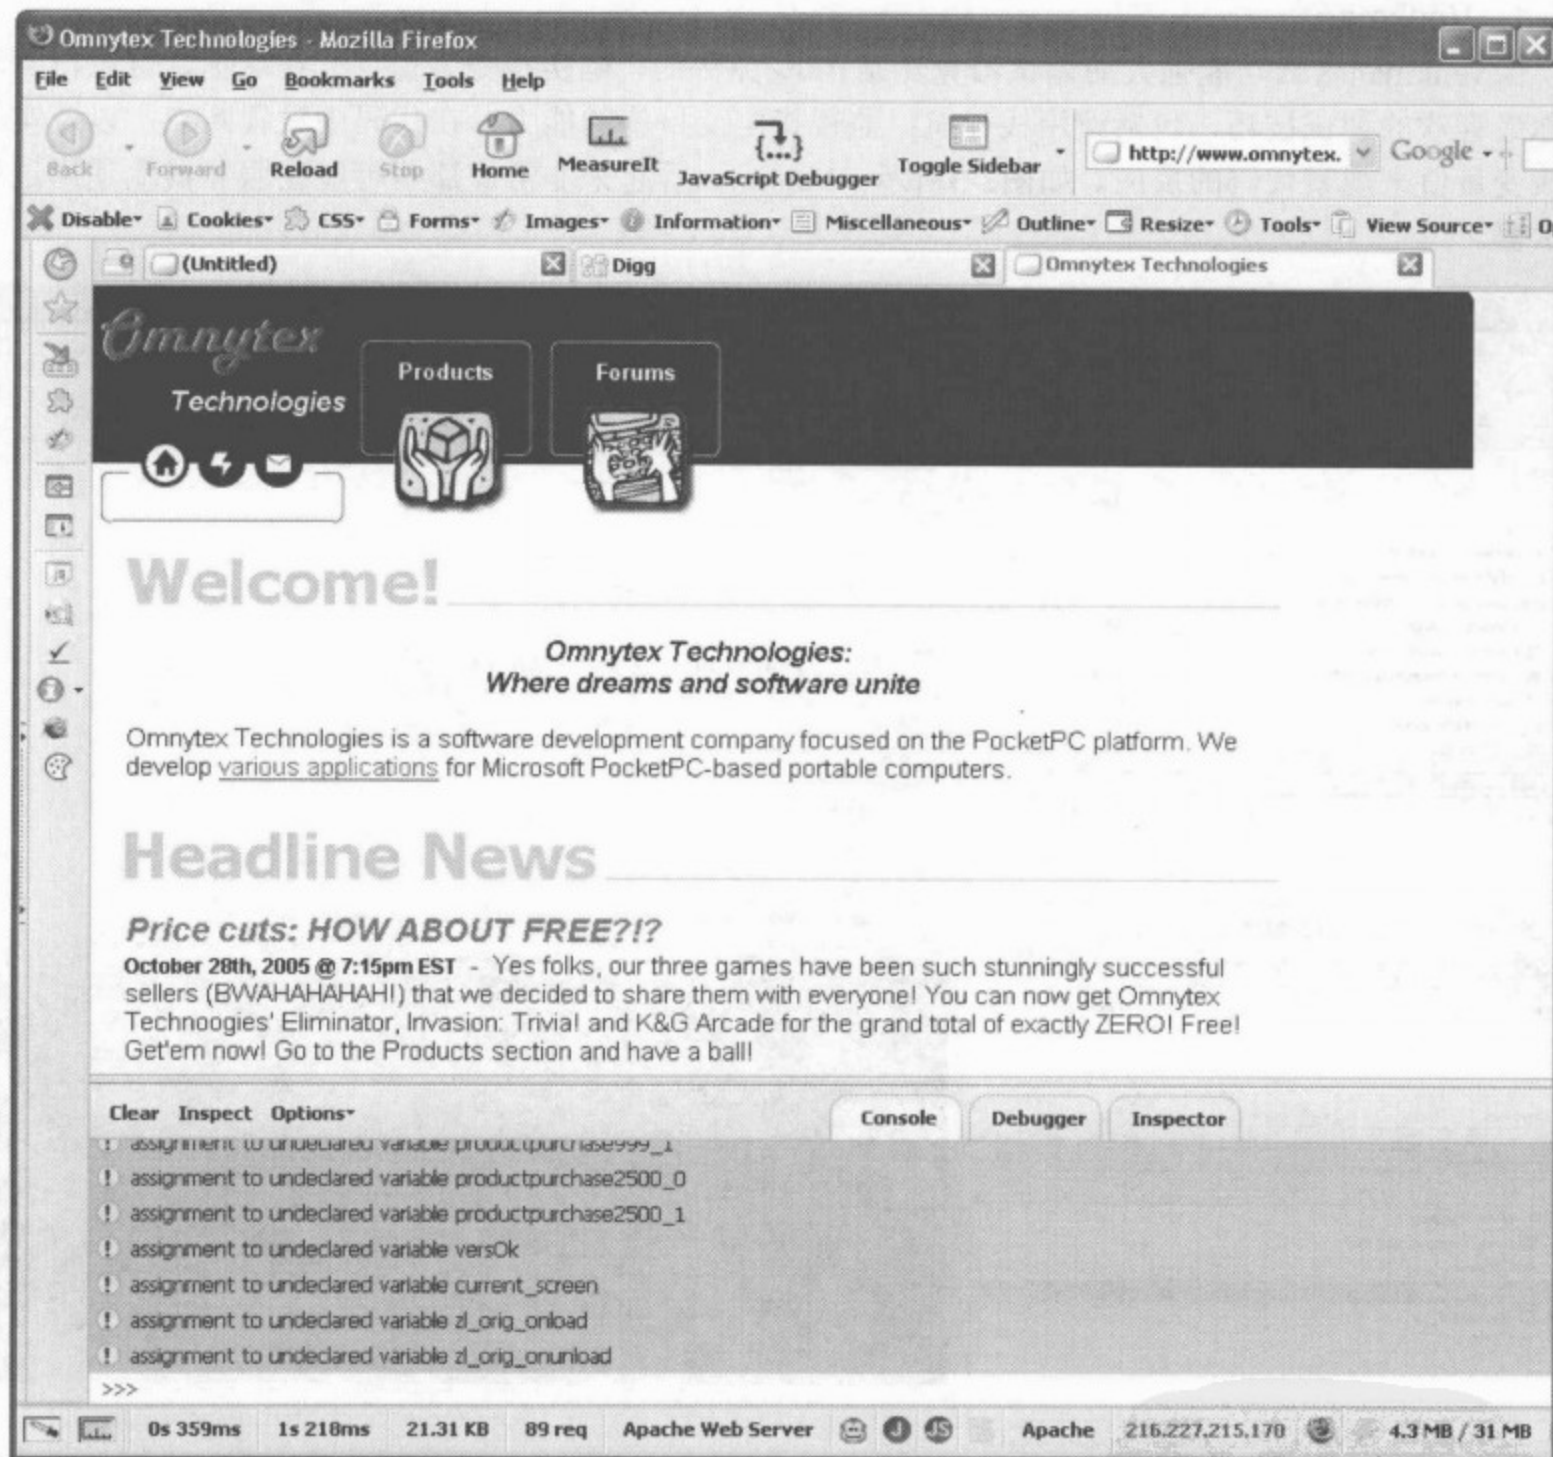 Omnytex Technologies - Mozilla Firefox
File Edit View Go Bookmarks Tools Help
Back Forward Reload Stop Home MeasureIt JavaScript Debugger Toggle Sidebar http://www.omnytex. Google
Disable Cookies CSS Forms Images Information Miscellaneous Outline Resize Tools View Source
(Untitled) Digg Omnytex Technologies
Omnytex
Technologies
Products Forums
Welcome!
Omnytex Technologies:
Where dreams and software unite
Omnytex Technologies is a software development company focused on the PocketPC platform. We
develop various applications for Microsoft PocketPC-based portable computers.
Headline News
Price cuts: HOW ABOUT FREE?!?
October 28th, 2005 @ 7:15pm EST - Yes folks, our three games have been such stunningly successful
sellers (BWAHAHAHAH!) that we decided to share them with everyone! You can now get Omnytex
Technoogies' Eliminator, Invasion: Trivia! and K&G Arcade for the grand total of exactly ZERO! Free!
Get'em now! Go to the Products section and have a ball!
Clear Inspect Options Console Debugger Inspector
! assignment to undeclared variable productpurchase999_1
! assignment to undeclared variable productpurchase2500_0
! assignment to undeclared variable productpurchase2500_1
! assignment to undeclared variable versOk
! assignment to undeclared variable current_screen
! assignment to undeclared variable zl_orig_onload
! assignment to undeclared variable zl_orig_onunload
>>>
0s 359ms 1s 218ms 21.31 KB 89 req Apache Web Server J JS Apache 216.227.215.170 4.3 MB / 31 MB